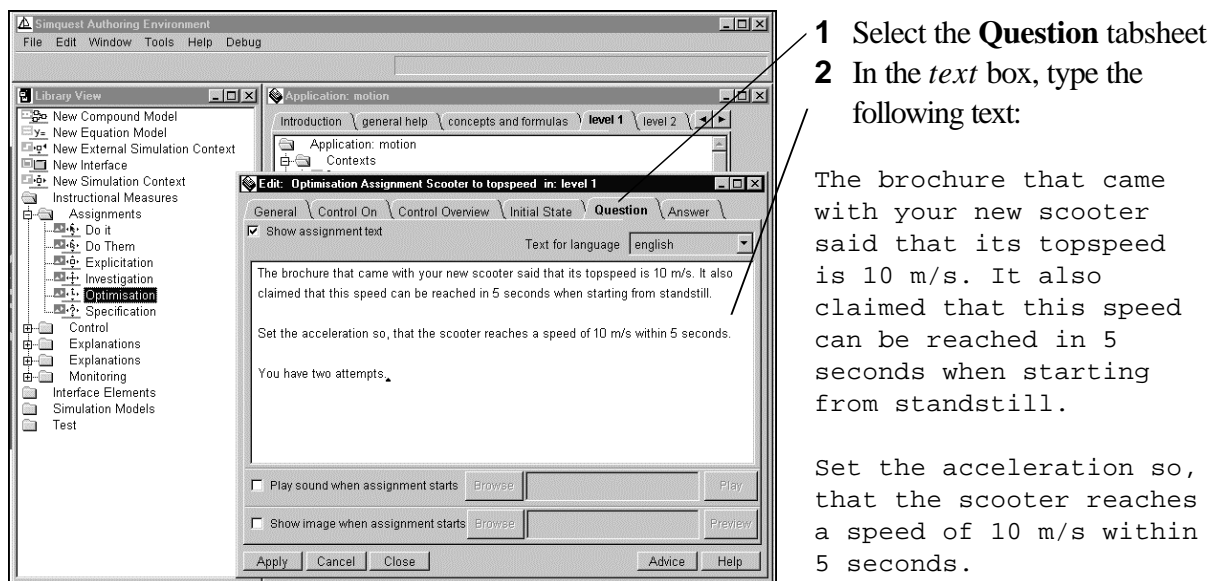 Simquest Authoring Environment
File Edit Window Tools Help Debug
Library View
New Compound Model
New Equation Model
New External Simulation Context
New Interface
New Simulation Context
Instructional Measures
Assignments
Do it
Do Them
Explicitation
Investigation
Optimisation
Specification
Control
Explanations
Explanations
Monitoring
Interface Elements
Simulation Models
Test
Application: motion
Introduction general help concepts and formulas level 1 level 2
Application: motion
Contexts
Edit: Optimisation Assignment Scooter to topspeed in: level 1
General Control On Control Overview Initial State Question Answer
Show assignment text
Text for language english
The brochure that came with your new scooter said that its topspeed is 10 m/s. It also
claimed that this speed can be reached in 5 seconds when starting from standstill.
Set the acceleration so, that the scooter reaches a speed of 10 m/s within 5 seconds.
You have two attempts.
Play sound when assignment starts Browse Play
Show image when assignment starts Browse Preview
Apply Cancel Close Advice Help
1 Select the Question tabsheet
2 In the text box, type the
following text:
The brochure that came
with your new scooter
said that its topspeed
is 10 m/s. It also
claimed that this speed
can be reached in 5
seconds when starting
from standstill.
Set the acceleration so,
that the scooter reaches
a speed of 10 m/s within
5 seconds.